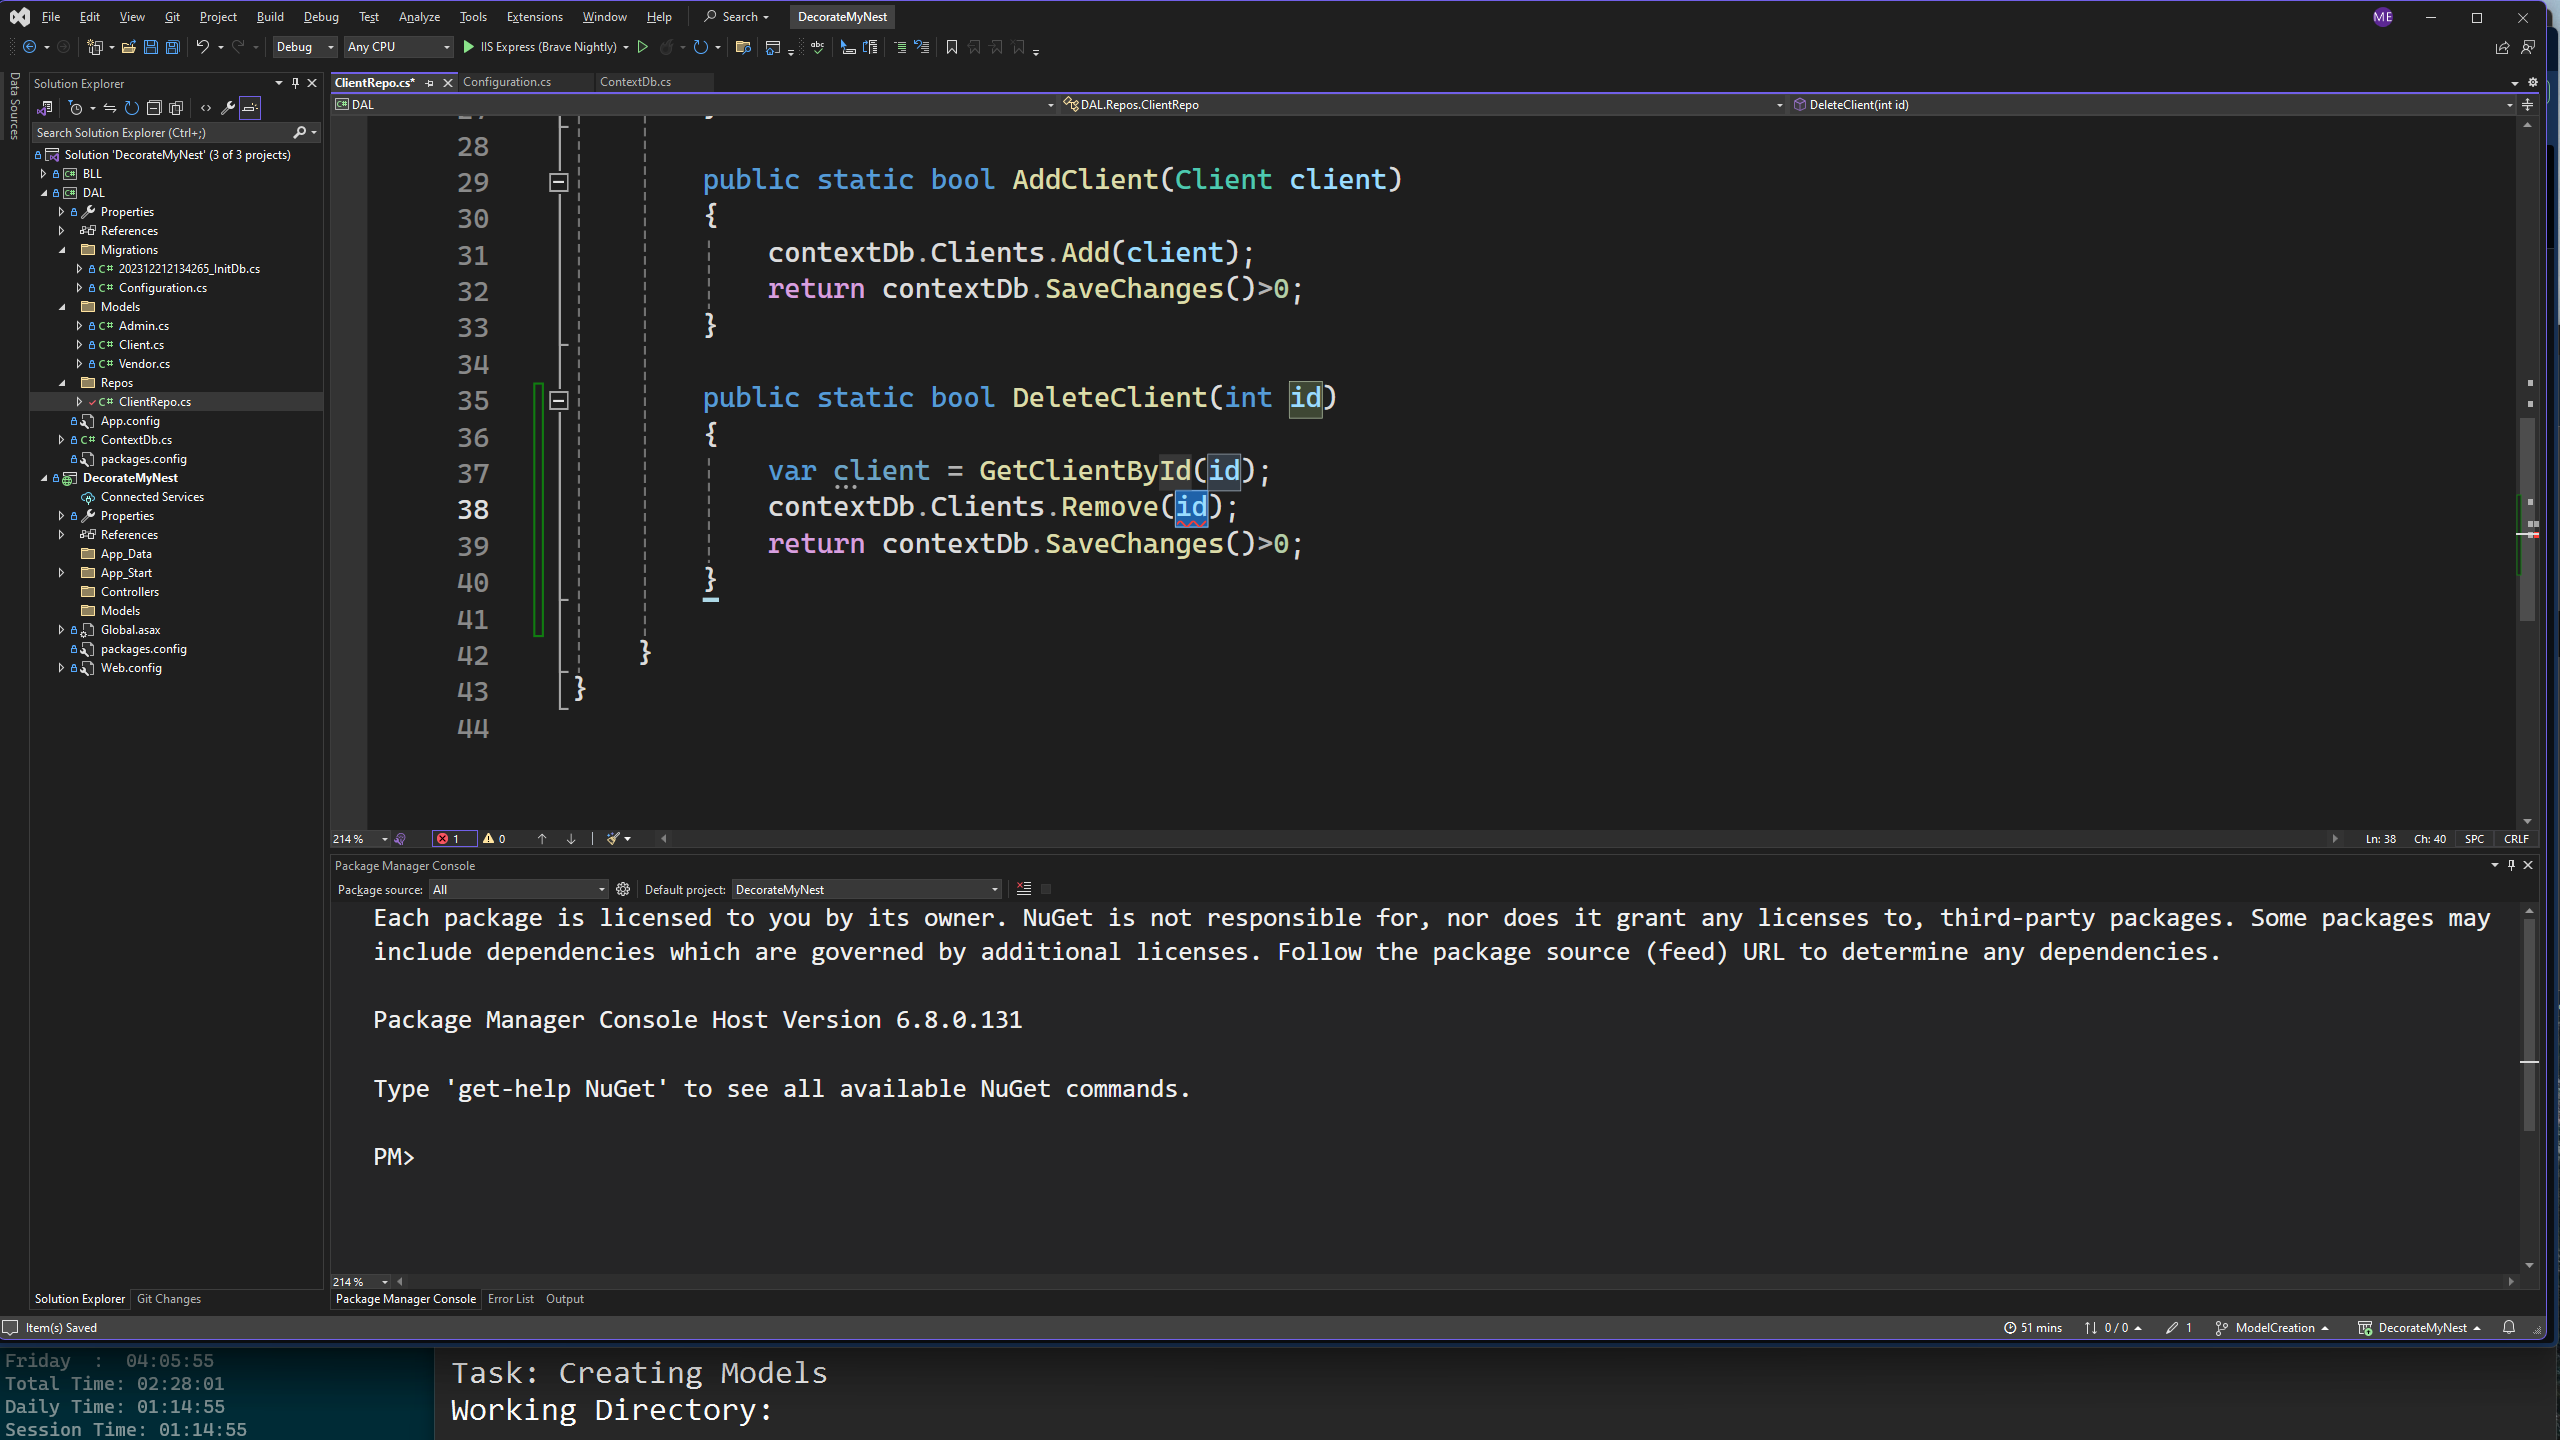 File Edit View Git Project Build Debug Test Analyze Tools Extensions Window Help Search DecorateMyNest ME
Debug Any CPU IIS Express (Brave Nightly)
Data Sources
Solution Explorer
Search Solution Explorer (Ctrl+;)
Solution 'DecorateMyNest' (3 of 3 projects)
BLL
DAL
Properties
References
Migrations
202312212134265_InitDb.cs
Configuration.cs
Models
Admin.cs
Client.cs
Vendor.cs
Repos
ClientRepo.cs
App.config
ContextDb.cs
packages.config
DecorateMyNest
Connected Services
Properties
References
App_Data
App_Start
Controllers
Models
Global.asax
packages.config
Web.config
Solution Explorer Git Changes
ClientRepo.cs* Configuration.cs ContextDb.cs
DAL DAL.Repos.ClientRepo DeleteClient(int id)
28
29 public static bool AddClient(Client client)
30 {
31 contextDb.Clients.Add(client);
32 return contextDb.SaveChanges()>0;
33 }
34
35 public static bool DeleteClient(int id)
36 {
37 var client = GetClientById(id);
38 contextDb.Clients.Remove(id);
39 return contextDb.SaveChanges()>0;
40 }
41
42 }
43 }
44
214 % 1 0 Ln: 38 Ch: 40 SPC CRLF
Package Manager Console
Package source: All Default project: DecorateMyNest
Each package is licensed to you by its owner. NuGet is not responsible for, nor does it grant any licenses to, third-party packages. Some packages may
include dependencies which are governed by additional licenses. Follow the package source (feed) URL to determine any dependencies.
Package Manager Console Host Version 6.8.0.131
Type 'get-help NuGet' to see all available NuGet commands.
PM>
214 %
Package Manager Console Error List Output
Item(s) Saved 51 mins 0 / 0 1 ModelCreation DecorateMyNest
Friday : 04:05:55
Total Time: 02:28:01
Daily Time: 01:14:55
Session Time: 01:14:55
Task: Creating Models
Working Directory: